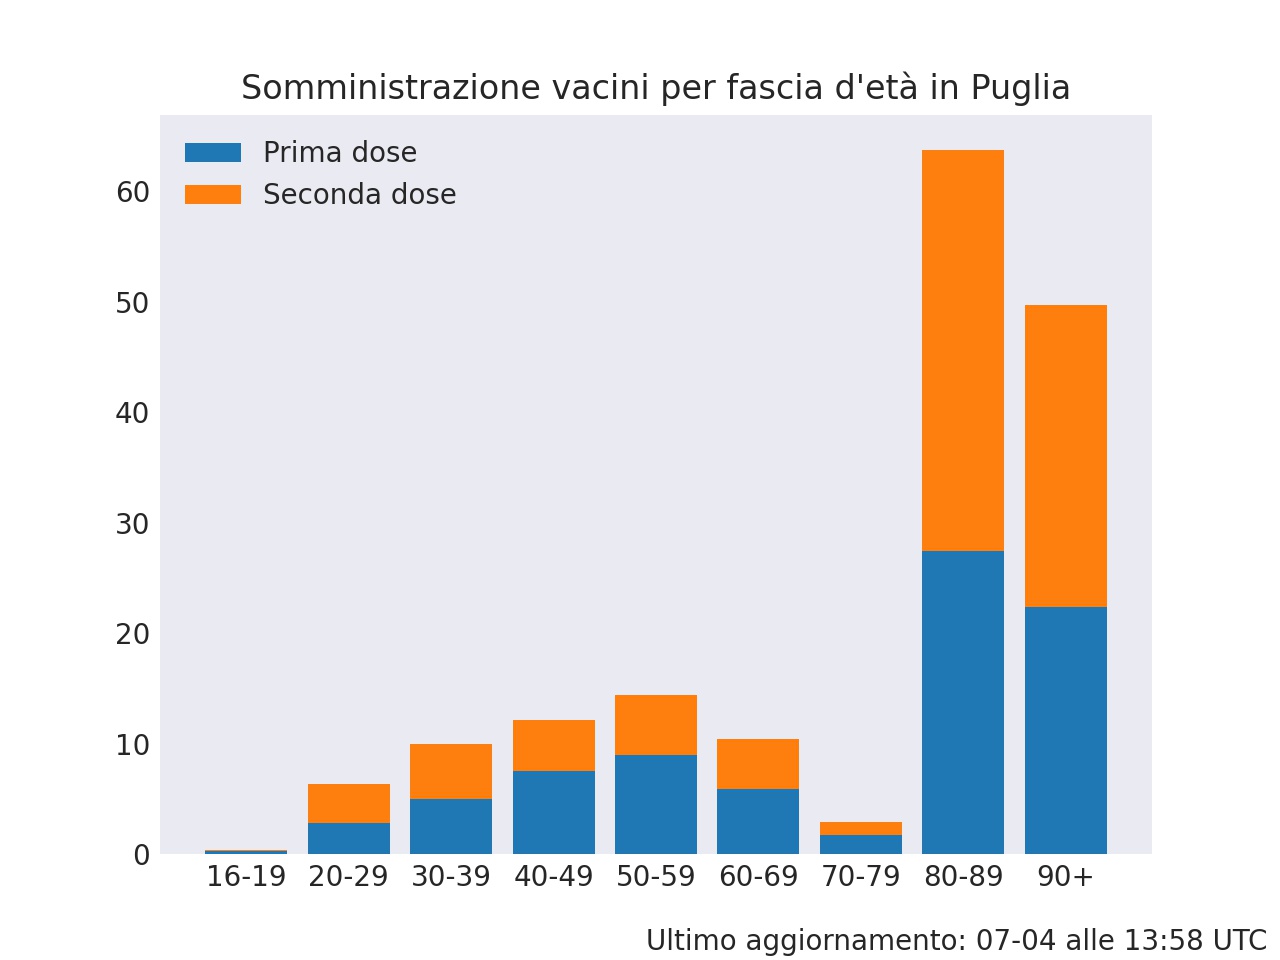 Somministrazione vacini per fascia d'età in Puglia
Prima dose
Seconda dose
60
50
40
30
20
10
0
16-19 20-29 30-39 40-49 50-59 60-69 70-79 80-89 90+
Ultimo aggiornamento: 07-04 alle 13:58 UTC